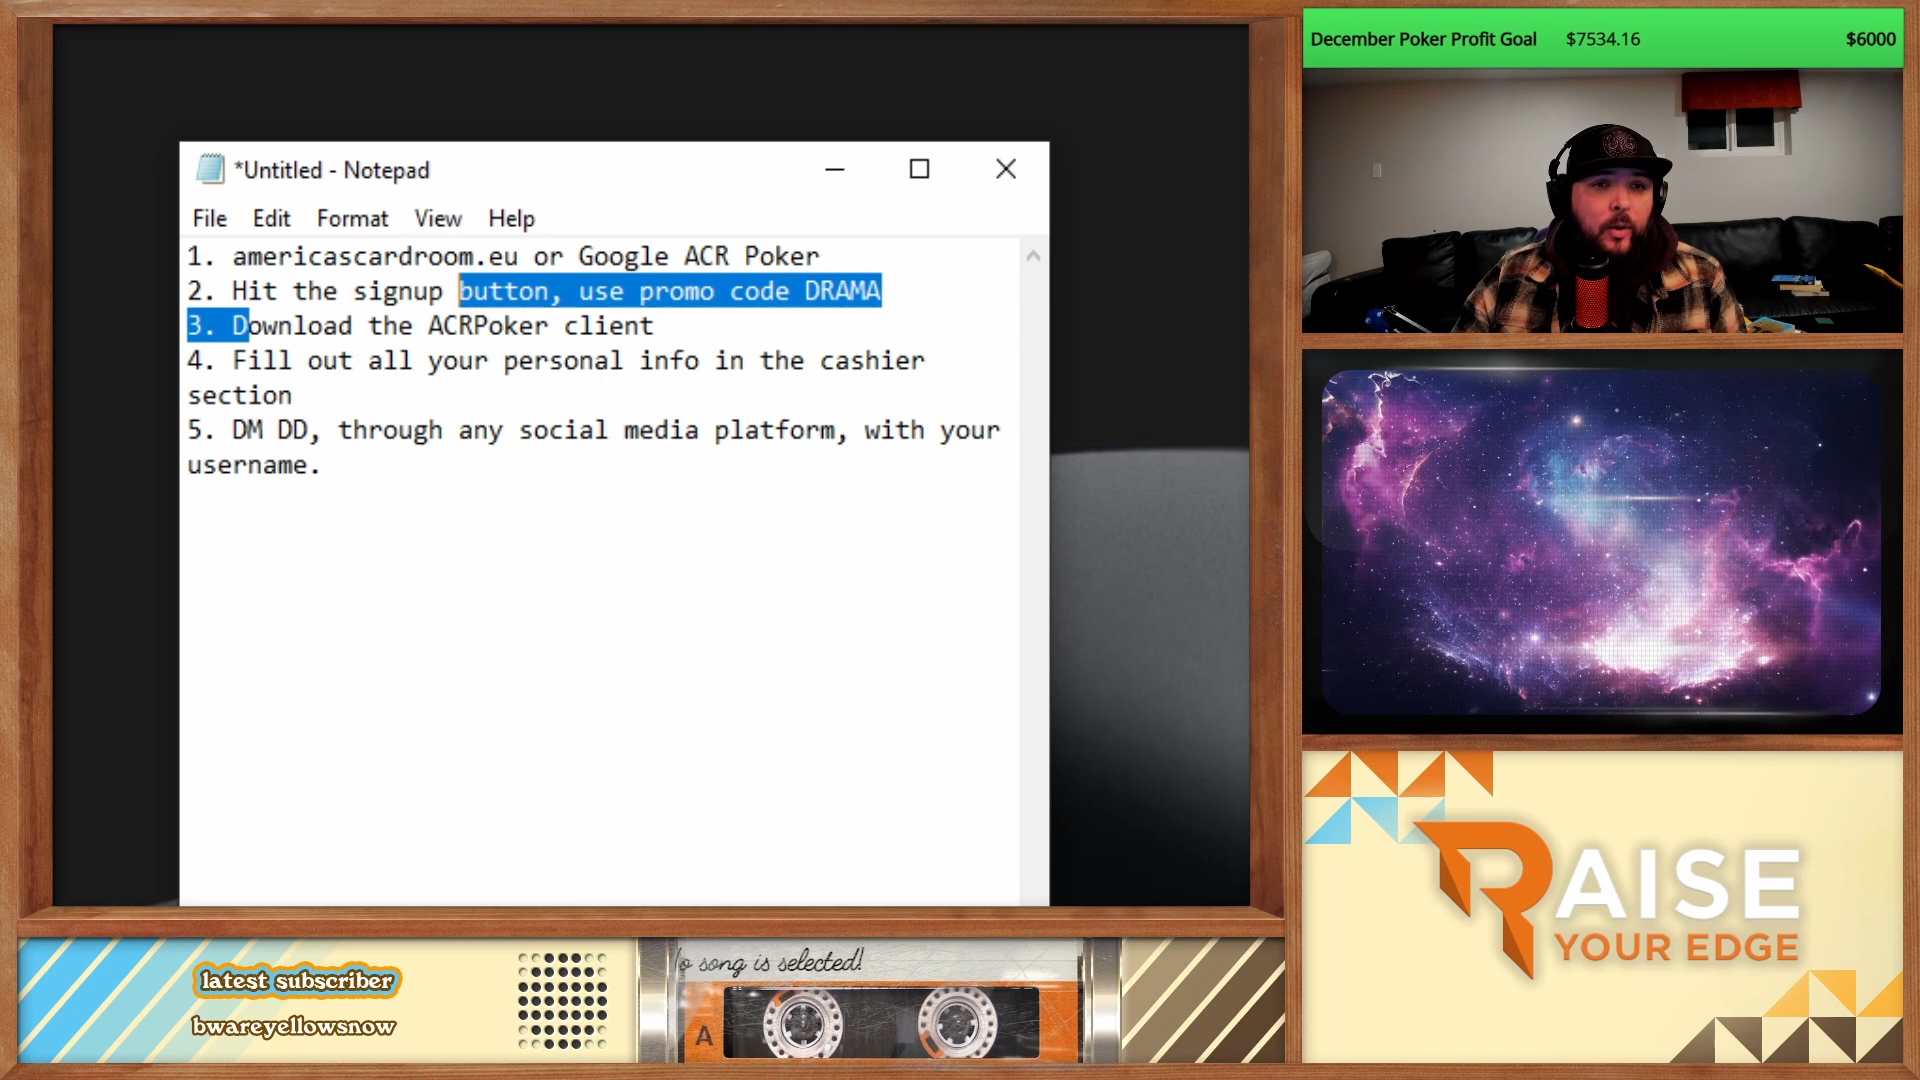 December Poker Profit Goal $7534.16 $6000
*Untitled - Notepad
File Edit Format View Help
1. americascardroom.eu or Google ACR Poker
2. Hit the signup button, use promo code DRAMA
3. Download the ACRPoker client
4. Fill out all your personal info in the cashier
section
5. DM DD, through any social media platform, with your
username.
RAISE
YOUR EDGE
latest subscriber
bwareyellowsnow
song is selected!
A